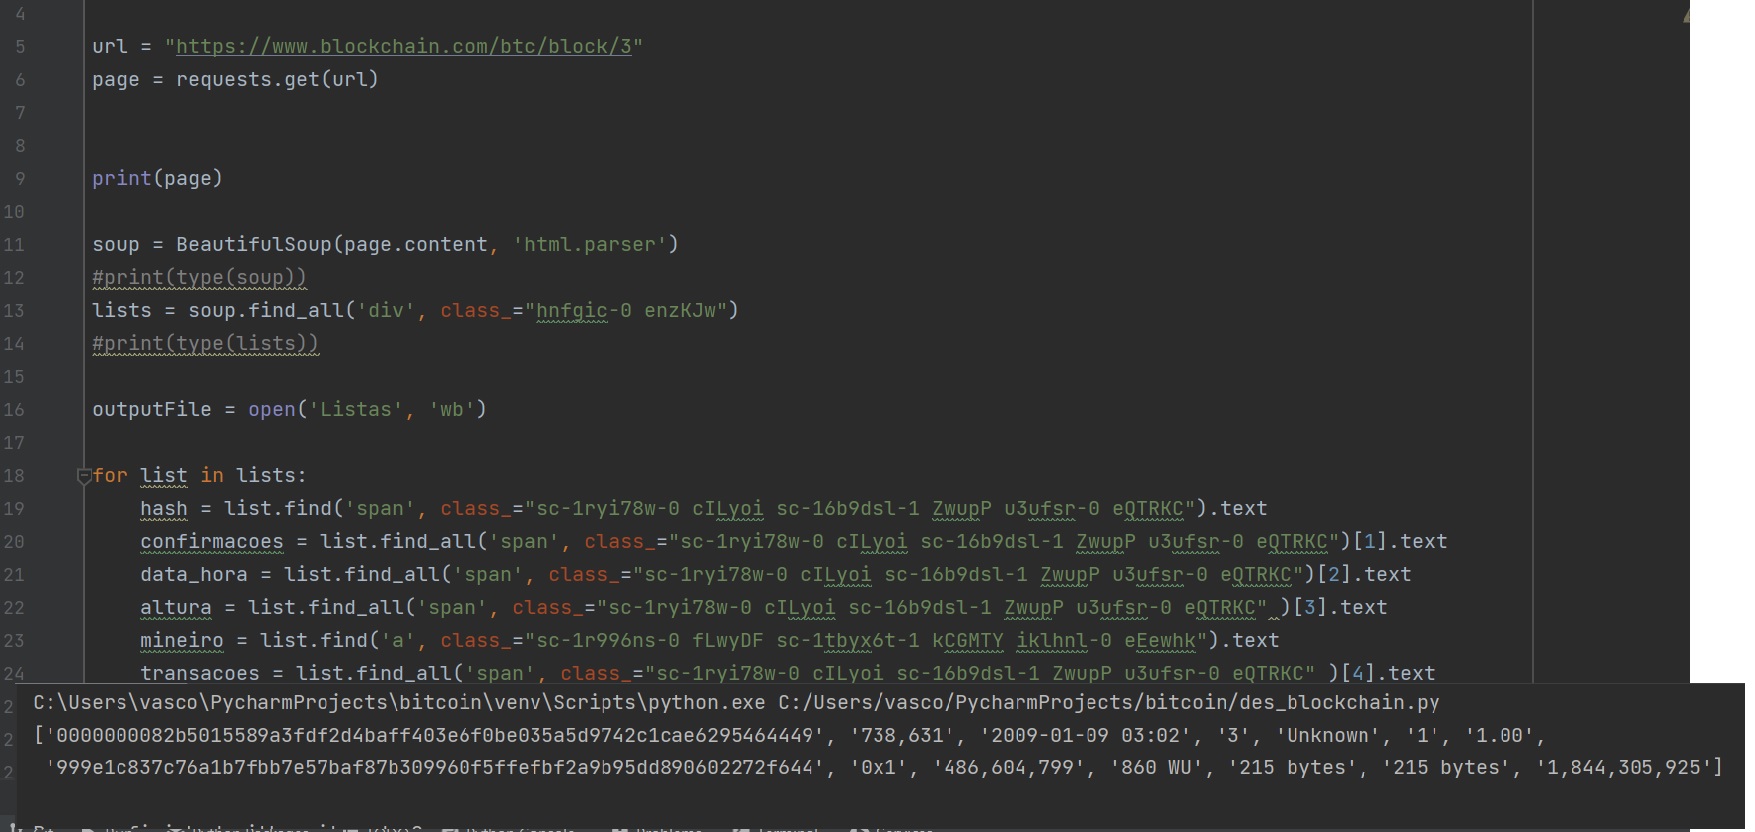 4
5 url = "https://www.blockchain.com/btc/block/3"
6 page = requests.get(url)
7
8
9 print(page)
10
11 soup = BeautifulSoup(page.content, 'html.parser')
12 #print(type(soup))
13 lists = soup.find_all('div', class_="hnfgic-0 enzKJw")
14 #print(type(lists))
15
16 outputFile = open('Listas', 'wb')
17
18 for list in lists:
19 hash = list.find('span', class_="sc-1ryi78w-0 cILyoi sc-16b9dsl-1 ZwupP u3ufsr-0 eQTRKC").text
20 confirmacoes = list.find_all('span', class_="sc-1ryi78w-0 cILyoi sc-16b9dsl-1 ZwupP u3ufsr-0 eQTRKC")[1].text
21 data_hora = list.find_all('span', class_="sc-1ryi78w-0 cILyoi sc-16b9dsl-1 ZwupP u3ufsr-0 eQTRKC")[2].text
22 altura = list.find_all('span', class_="sc-1ryi78w-0 cILyoi sc-16b9dsl-1 ZwupP u3ufsr-0 eQTRKC" )[3].text
23 mineiro = list.find('a', class_="sc-1r996ns-0 fLwyDF sc-1tbyx6t-1 kCGMTY iklhnl-0 eEewhk").text
24 transacoes = list.find_all('span', class_="sc-1ryi78w-0 cILyoi sc-16b9dsl-1 ZwupP u3ufsr-0 eQTRKC" )[4].text
2 C:\Users\vasco\PycharmProjects\bitcoin\venv\Scripts\python.exe C:/Users/vasco/PycharmProjects/bitcoin/des_blockchain.py
2 ['0000000082b5015589a3fdf2d4baff403e6f0be035a5d9742c1cae6295464449', '738,631', '2009-01-09 03:02', '3', 'Unknown', '1', '1.00',
2 '999e1c837c76a1b7fbb7e57baf87b309960f5ffefbf2a9b95dd890602272f644', '0x1', '486,604,799', '860 WU', '215 bytes', '215 bytes', '1,844,305,925']